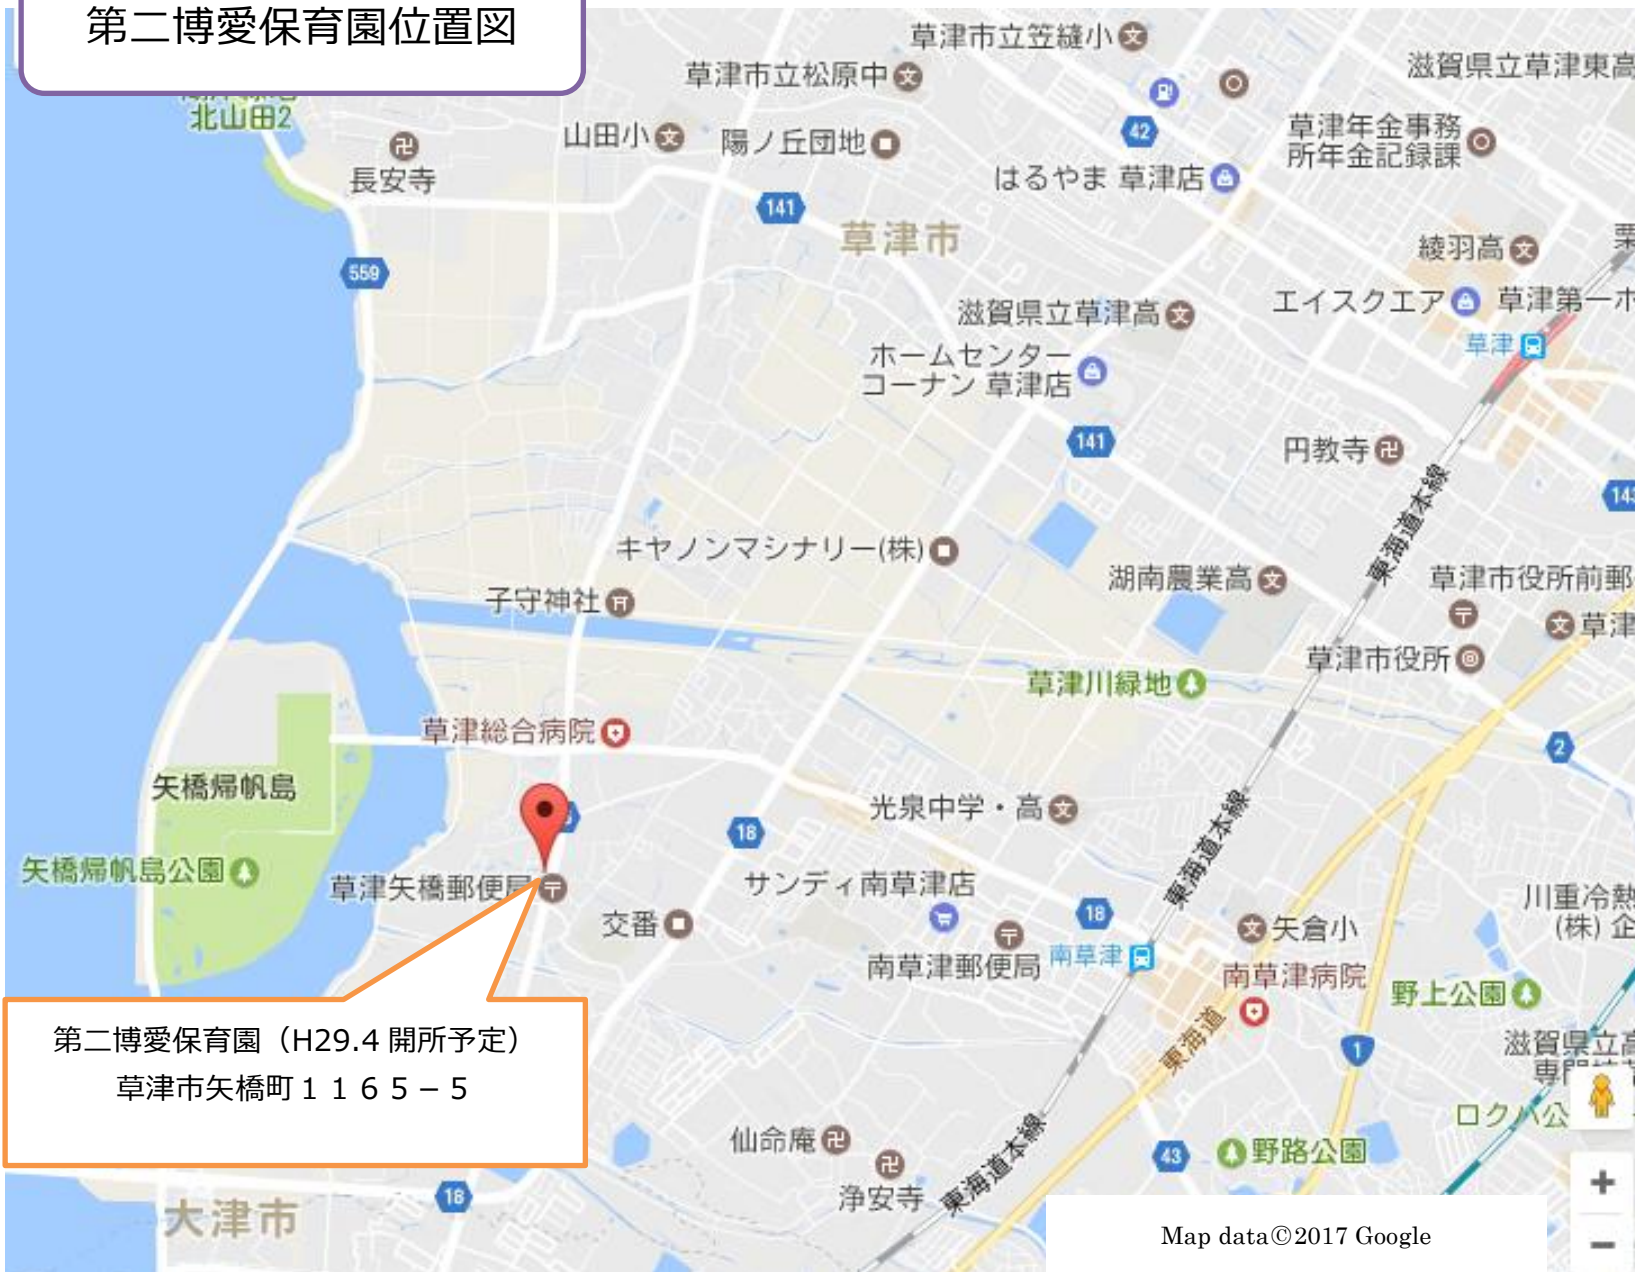 第二博愛保育園位置図
草津市立笠縫小
草津市立松原中
滋賀県立草津東高
北山田2
山田小
陽ノ丘団地
42
草津年金事務
所年金記録課
長安寺
はるやま 草津店
141
草津市
綾羽高
栗
559
エイスクエア
草津第一ホ
滋賀県立草津高
草津
ホームセンター
コーナン 草津店
141
円教寺
143
東海道本線
キヤノンマシナリー(株)
湖南農業高
草津市役所前郵
子守神社
草津
草津市役所
草津川緑地
草津総合病院
2
矢橋帰帆島
光泉中学・高
18
東海道本線
矢橋帰帆島公園
草津矢橋郵便局
サンディ南草津店
川重冷熱
(株) 企
交番
18
矢倉小
南草津郵便局
南草津
南草津病院
野上公園
第二博愛保育園（H29.4 開所予定）
草津市矢橋町１１６５－５
東海道
1
滋賀県立高
専門
ロクハ公
仙命庵
東海道本線
43
野路公園
浄安寺
18
大津市
Map data©2017 Google
+
−